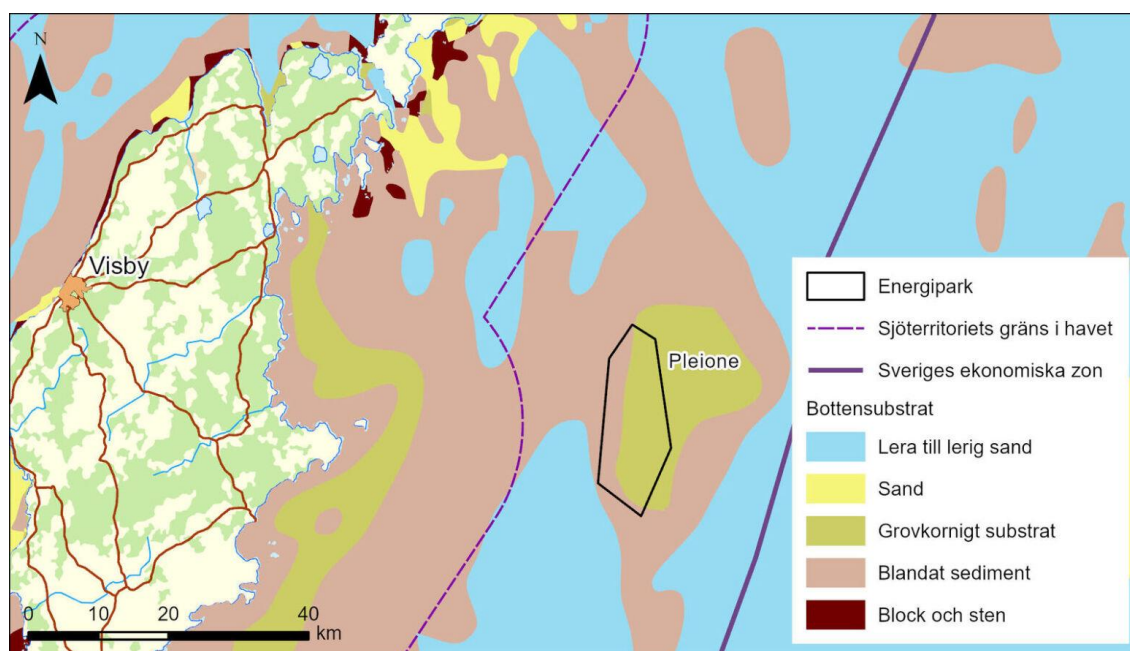 N
Visby
Pleione
Energipark
Sjöterritoriets gräns i havet
Sveriges ekonomiska zon
Bottensubstrat
Lera till lerig sand
Sand
Grovkornigt substrat
Blandat sediment
Block och sten
0 10 20 40
km